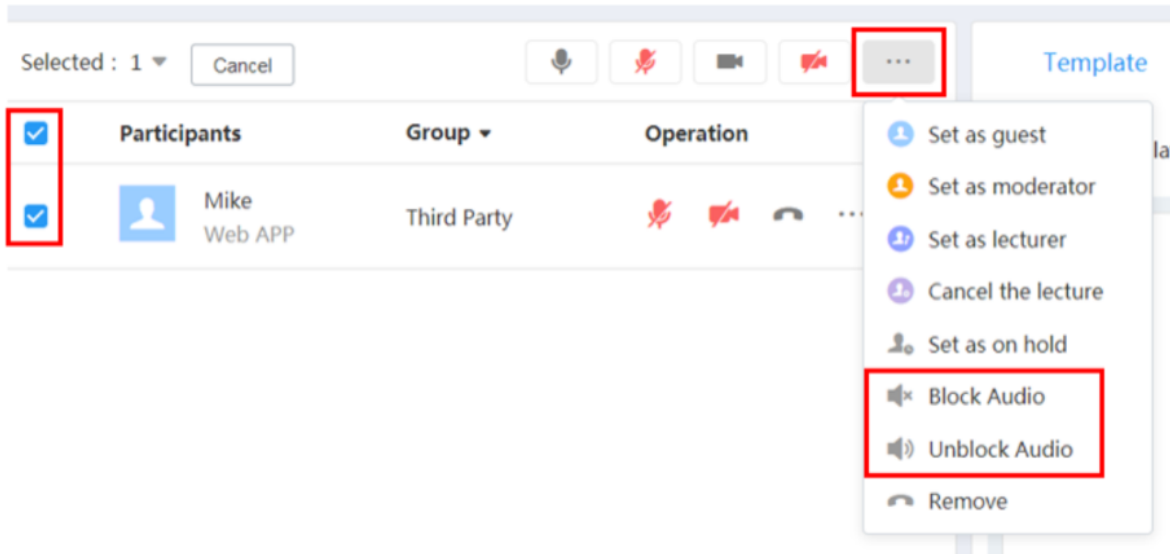 Selected : 1
Cancel
...
Template
Participants
Group
Operation
Mike
Web APP
Third Party
...
Set as guest
Set as moderator
Set as lecturer
Cancel the lecture
Set as on hold
Block Audio
Unblock Audio
Remove
la